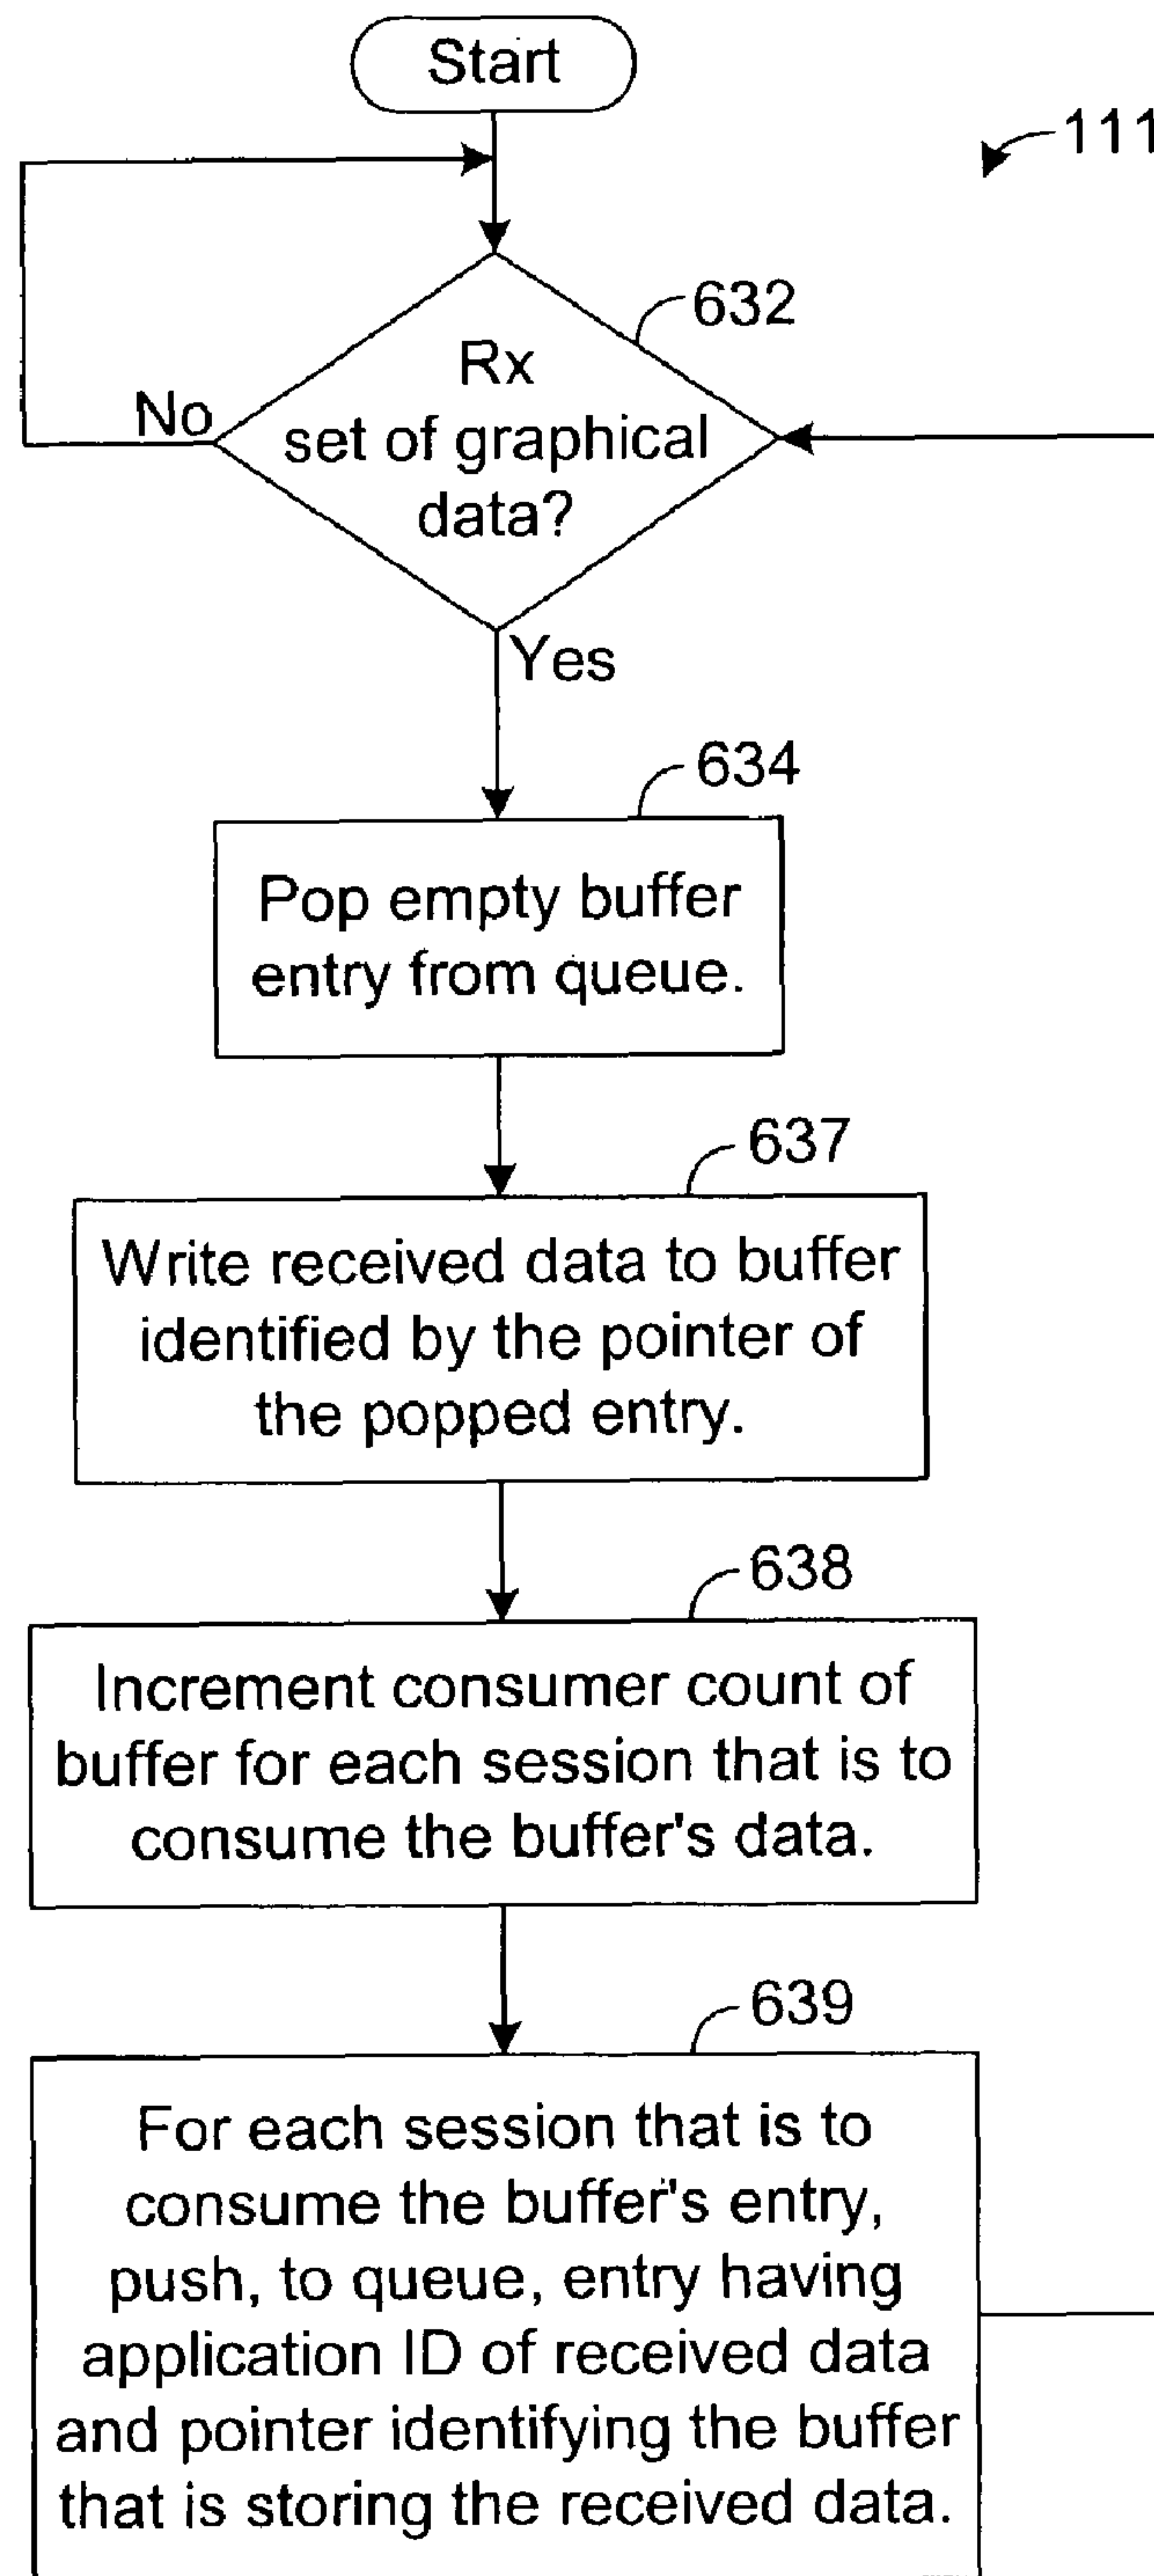 Start
111
632
Rx
set of graphical
data?
No
Yes
634
Pop empty buffer
entry from queue.
637
Write received data to buffer
identified by the pointer of
the popped entry.
638
Increment consumer count of
buffer for each session that is to
consume the buffer's data.
639
For each session that is to
consume the buffer's entry,
push, to queue, entry having
application ID of received data
and pointer identifying the buffer
that is storing the received data.